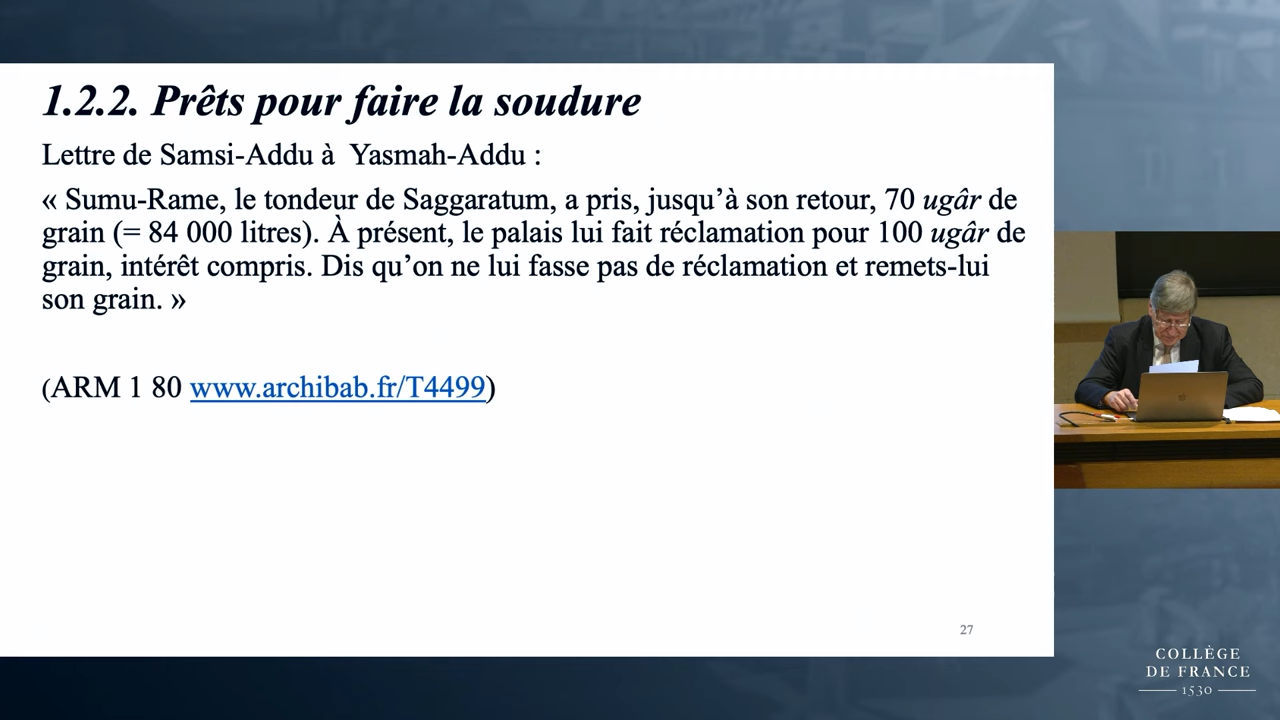 1.2.2. Prêts pour faire la soudure
Lettre de Samsi-Addu à Yasmah-Addu :
« Sumu-Rame, le tondeur de Saggaratum, a pris, jusqu’à son retour, 70 ugâr de
grain (= 84 000 litres). À présent, le palais lui fait réclamation pour 100 ugâr de
grain, intérêt compris. Dis qu’on ne lui fasse pas de réclamation et remets-lui
son grain. »
(ARM 1 80 www.archibab.fr/T4499)
27
COLLÈGE
DE FRANCE
1530